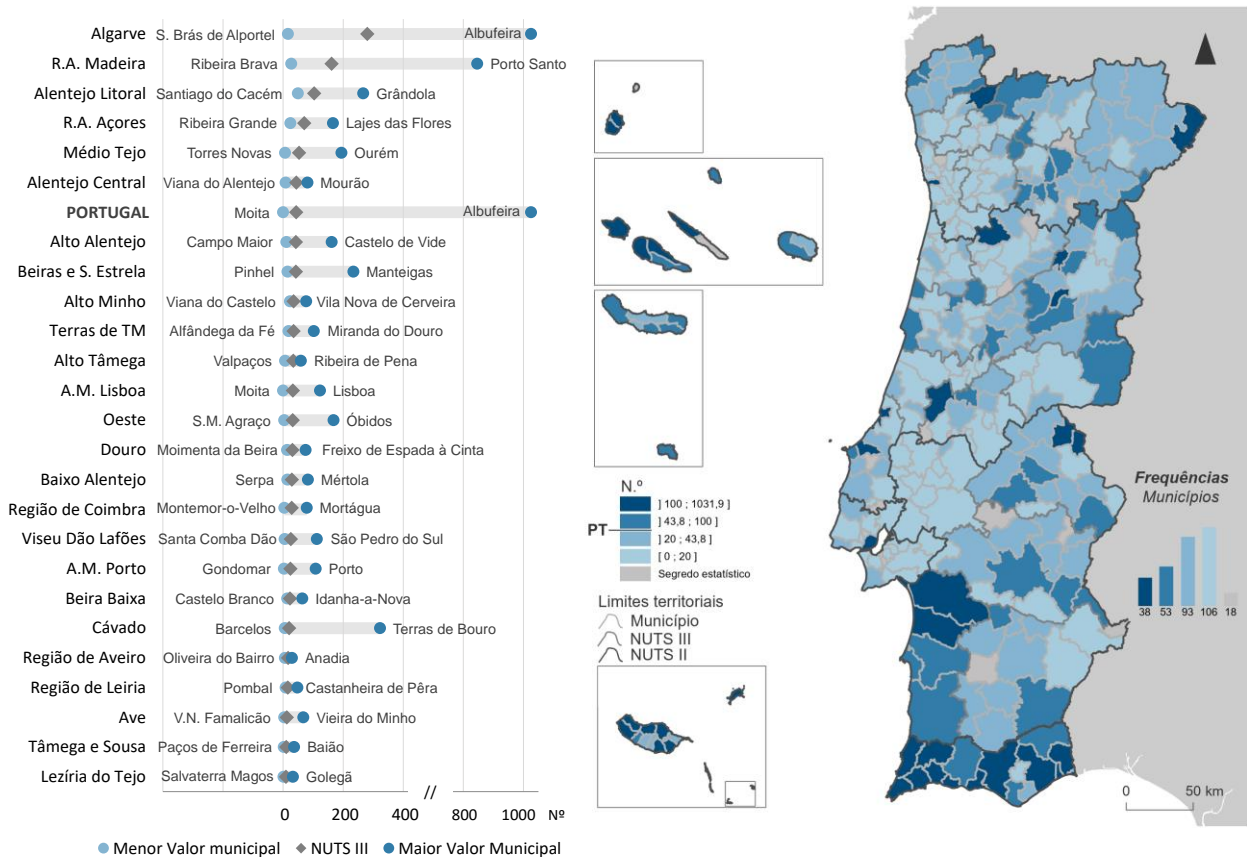 Algarve S. Brás de Alportel Albufeira
R.A. Madeira Ribeira Brava Porto Santo
Alentejo Litoral Santiago do Cacém Grândola
R.A. Açores Ribeira Grande Lajes das Flores
Médio Tejo Torres Novas Ourém
Alentejo Central Viana do Alentejo Mourão
PORTUGAL Moita Albufeira
Alto Alentejo Campo Maior Castelo de Vide
Beiras e S. Estrela Pinhel Manteigas
Alto Minho Viana do Castelo Vila Nova de Cerveira
Terras de TM Alfândega da Fé Miranda do Douro
Alto Tâmega Valpaços Ribeira de Pena
A.M. Lisboa Moita Lisboa
Oeste S.M. Agraço Óbidos
Douro Moimenta da Beira Freixo de Espada à Cinta
Baixo Alentejo Serpa Mértola
Região de Coimbra Montemor-o-Velho Mortágua
Viseu Dão Lafões Santa Comba Dão São Pedro do Sul
A.M. Porto Gondomar Porto
Beira Baixa Castelo Branco Idanha-a-Nova
Cávado Barcelos Terras de Bouro
Região de Aveiro Oliveira do Bairro Anadia
Região de Leiria Pombal Castanheira de Pêra
Ave V.N. Famalicão Vieira do Minho
Tâmega e Sousa Paços de Ferreira Baião
Lezíria do Tejo Salvaterra Magos Golegã
//
0 200 400 800 1000 Nº
Menor Valor municipal NUTS III Maior Valor Municipal
N.º
] 100 ; 1031,9 ]
] 43,8 ; 100 ]
PT
] 20 ; 43,8 ]
[ 0 ; 20 ]
Segredo estatístico
Limites territoriais
Município
NUTS III
NUTS II
Frequências
Municípios
38 53 93 106 18
0 50 km